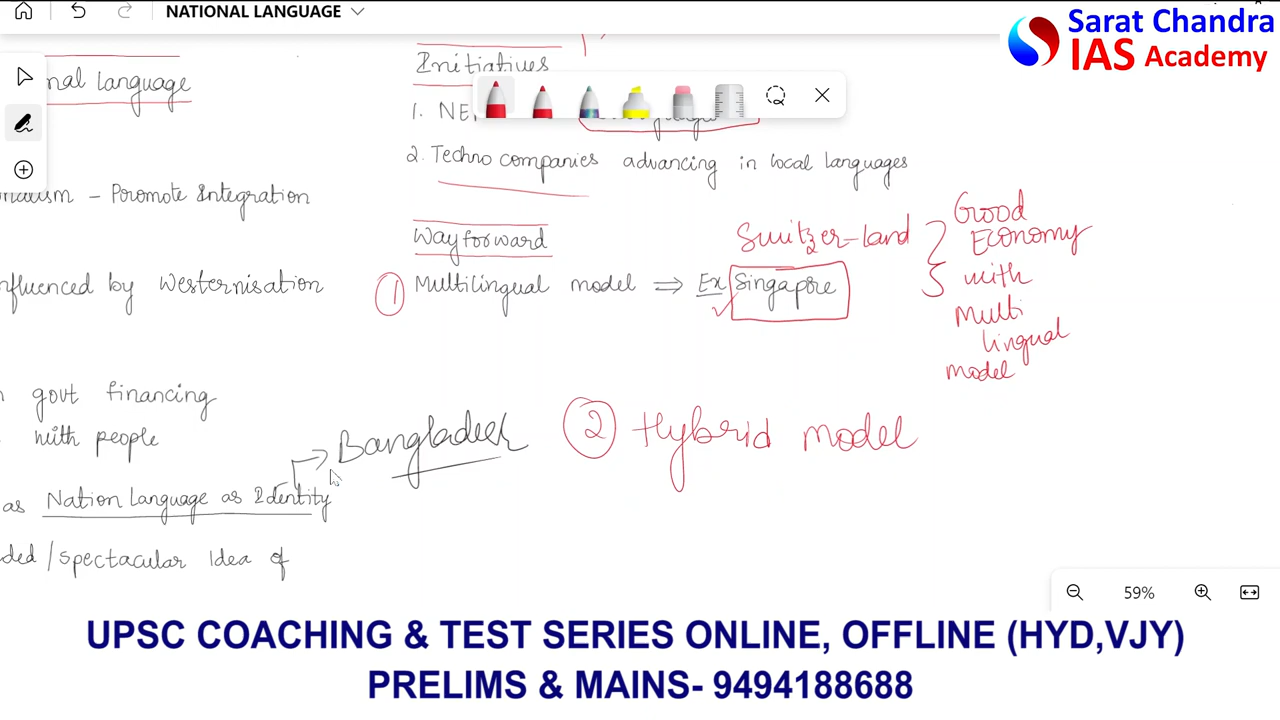 NATIONAL LANGUAGE
Sarat Chandra
IAS Academy
nal language
Initiatives
1. NE
2. Techno companies advancing in local languages
– Promote Integration
Way forward
Switzer-land
Good
Economy
with
Multi
lingual
model
nfluenced by Westernisation
1 Multilingual model ⇒ Ex Singapore
govt financing
with people
Bangladesh
2 Hybrid model
as Nation Language as Identity
ded / spectacular Idea of
59%
UPSC COACHING & TEST SERIES ONLINE, OFFLINE (HYD,VJY)
PRELIMS & MAINS- 9494188688